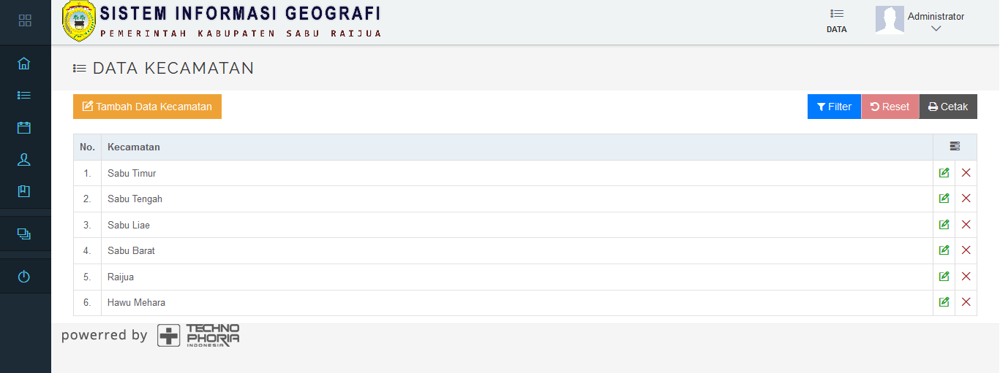 SISTEM INFORMASI GEOGRAFI
PEMERINTAH KABUPATEN SABU RAIJUA
DATA
Administrator
DATA KECAMATAN
Tambah Data Kecamatan
Filter Reset Cetak
No. Kecamatan
1. Sabu Timur
2. Sabu Tengah
3. Sabu Liae
4. Sabu Barat
5. Raijua
6. Hawu Mehara
powerred by TECHNO
PHORIA
INDONESIA